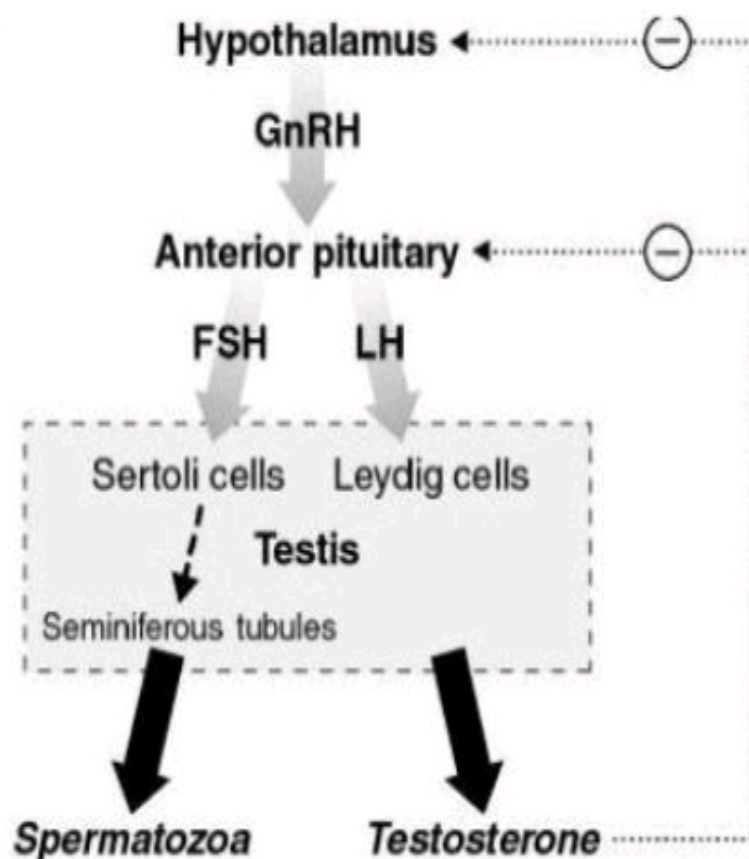 Hypothalamus
GnRH
Anterior pituitary
FSH LH
Sertoli cells Leydig cells
Testis
Seminiferous tubules
Spermatozoa Testosterone